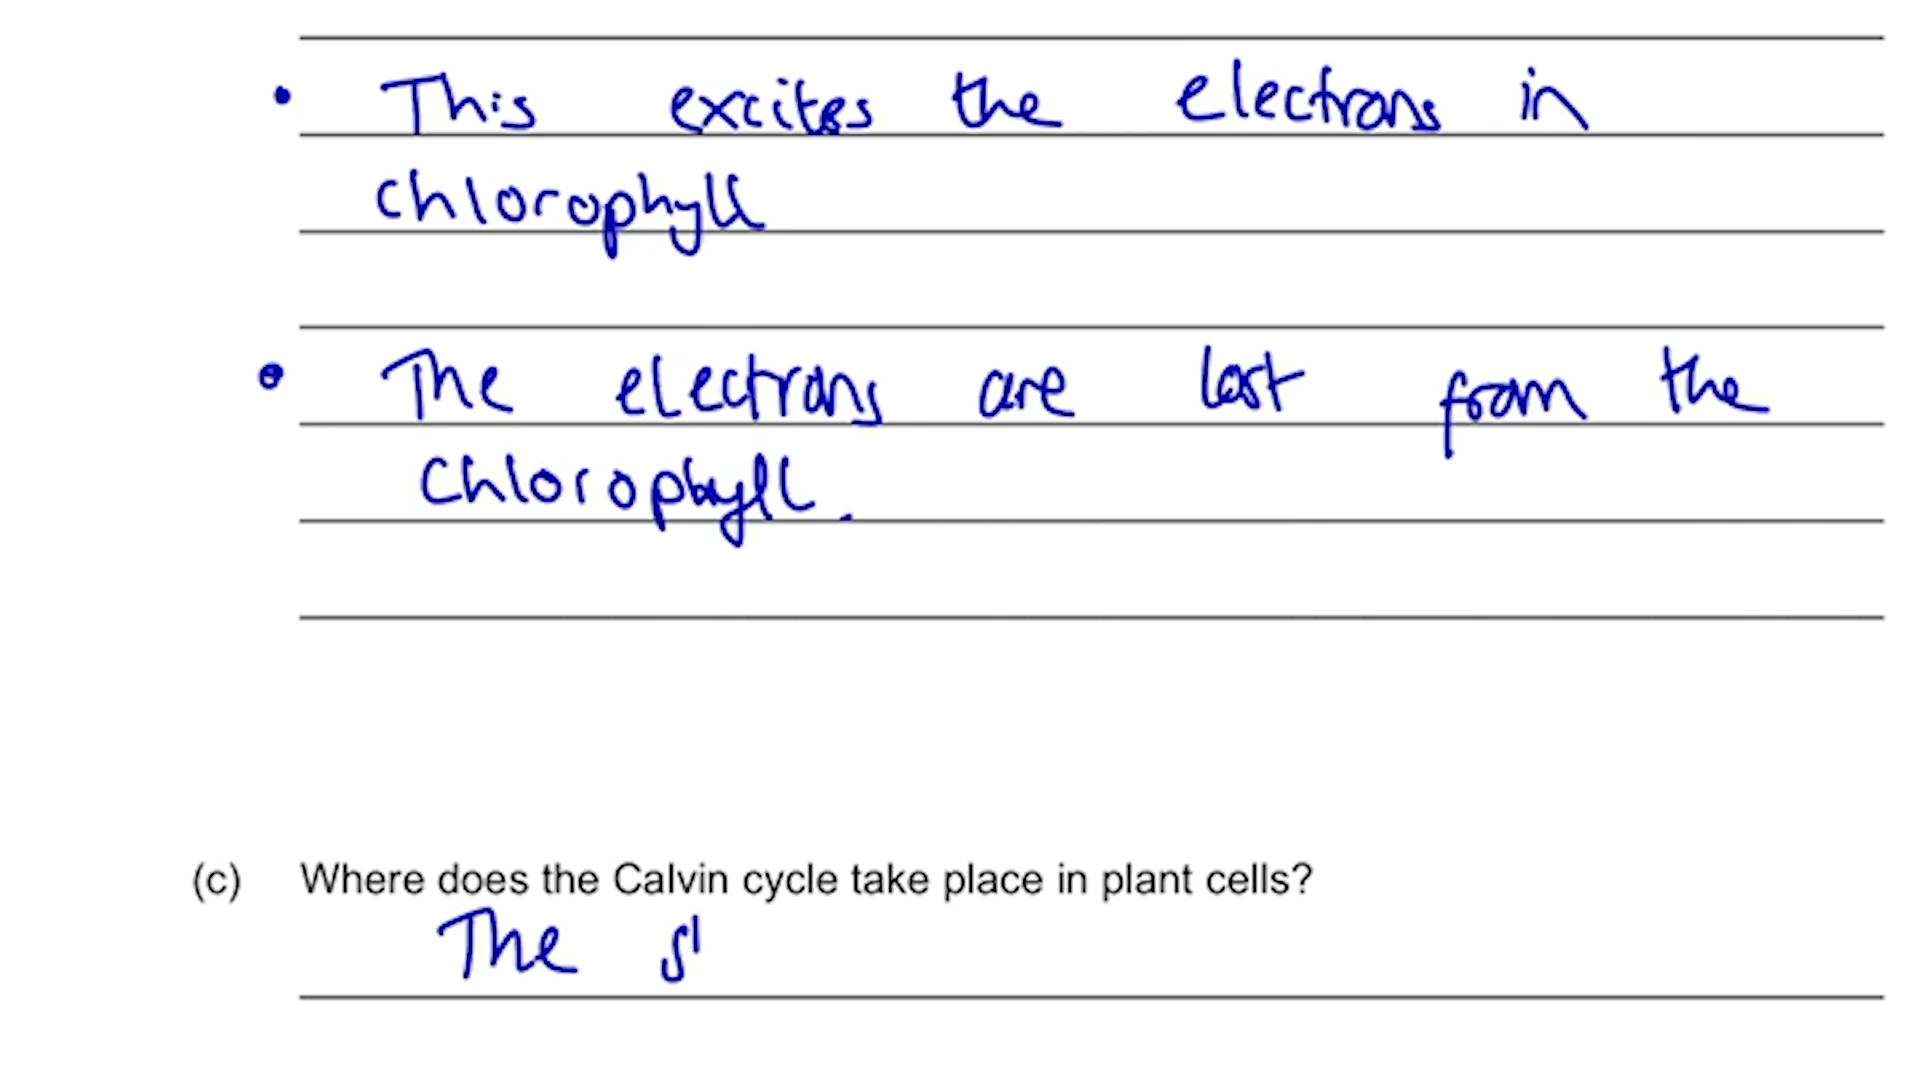 • This excites the electrons in
chlorophyll
• The electrons are lost from the
chlorophyll.
(c) Where does the Calvin cycle take place in plant cells?
The